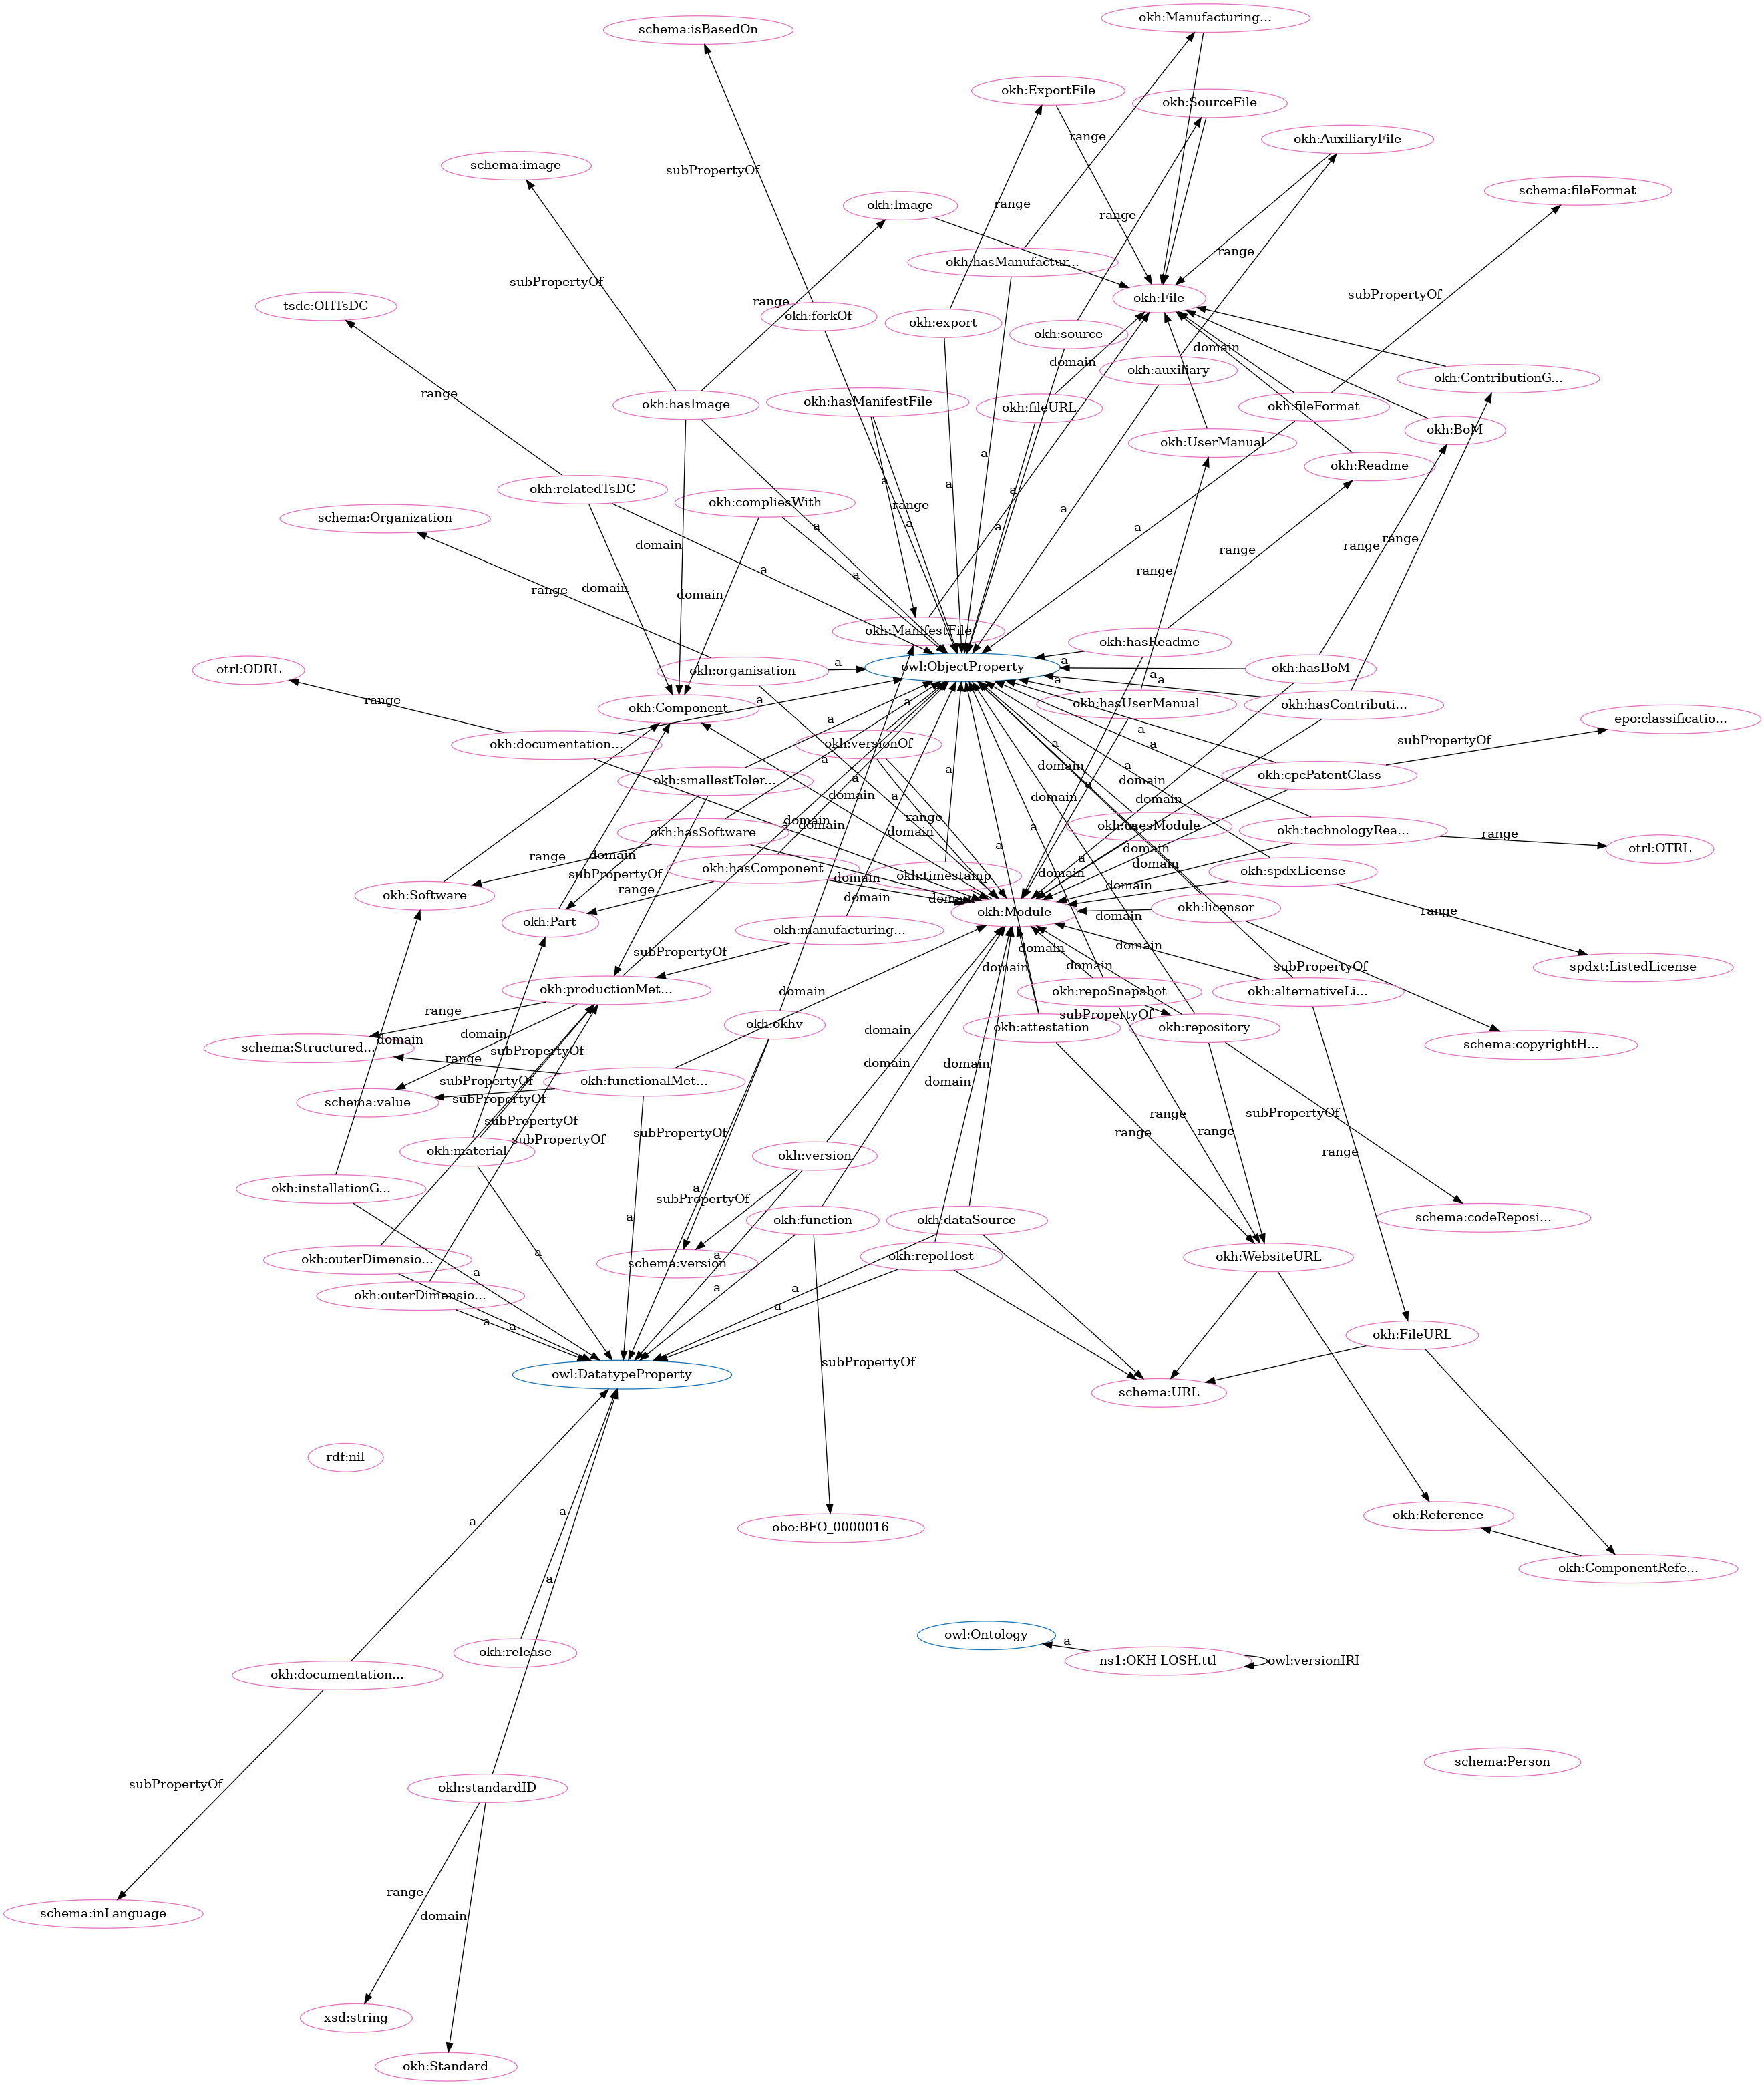 okh:Manufacturing...
schema:isBasedOn
okh:ExportFile
okh:SourceFile
range
okh:AuxiliaryFile
schema:image
subPropertyOf
schema:fileFormat
okh:Image
range
range
range
okh:hasManufactur...
subPropertyOf
subPropertyOf
okh:File
tsdc:OHTsDC
range
okh:forkOf
okh:export
okh:source
domain
domain
okh:auxiliary
okh:ContributionG...
range
okh:hasImage
okh:hasManifestFile
okh:fileURL
okh:fileFormat
okh:BoM
okh:UserManual
a
okh:Readme
okh:relatedTsDC
a
a
a
okh:compliesWith
range
a
schema:Organization
a
a
a
a
range
range
domain
range
a
a
range
domain
range
domain
okh:ManifestFile
okh:hasReadme
okh:organisation
a
owl:ObjectProperty
a
okh:hasBoM
otrl:ODRL
a
a
a
range
a
a
okh:hasUserManual
okh:hasContributi...
okh:Component
epo:classificatio...
okh:documentation...
a
okh:versionOf
a
a
a
subPropertyOf
a
domain
a
a
okh:cpcPatentClass
okh:smallestToler...
a
domain
a
domain
a
domain
range
okh:usesModule
okh:technologyRea...
range
okh:hasSoftware
domain
domain
a
domain
domain
a
otrl:OTRL
range
domain
a
domain
okh:hasComponent
subPropertyOf
domain
okh:timestamp
domain
okh:spdxLicense
okh:Software
range
domain
domain
domain
okh:licensor
range
okh:Module
domain
okh:Part
okh:manufacturing...
domain
domain
subPropertyOf
domain
domain
subPropertyOf
spdxt:ListedLicense
okh:productionMet...
domain
okh:repoSnapshot
okh:alternativeLi...
range
okh:okhv
subPropertyOf
okh:attestation
okh:repository
domain
domain
domain
schema:Structured...
subPropertyOf
schema:copyrightH...
range
domain
domain
okh:functionalMet...
subPropertyOf
domain
schema:value
subPropertyOf
range
subPropertyOf
subPropertyOf
subPropertyOf
range
range
subPropertyOf
okh:material
okh:version
range
okh:installationG...
a
subPropertyOf
a
okh:function
okh:dataSource
schema:codeReposi...
a
a
okh:repoHost
okh:WebsiteURL
okh:outerDimensio...
schema:version
a
a
a
okh:outerDimensio...
a
a
a
okh:FileURL
subPropertyOf
owl:DatatypeProperty
schema:URL
rdf:nil
a
a
okh:Reference
obo:BFO_0000016
okh:ComponentRefe...
a
owl:Ontology
a
okh:release
ns1:OKH-LOSH.ttl
owl:versionIRI
okh:documentation...
schema:Person
subPropertyOf
okh:standardID
range
schema:inLanguage
domain
xsd:string
okh:Standard